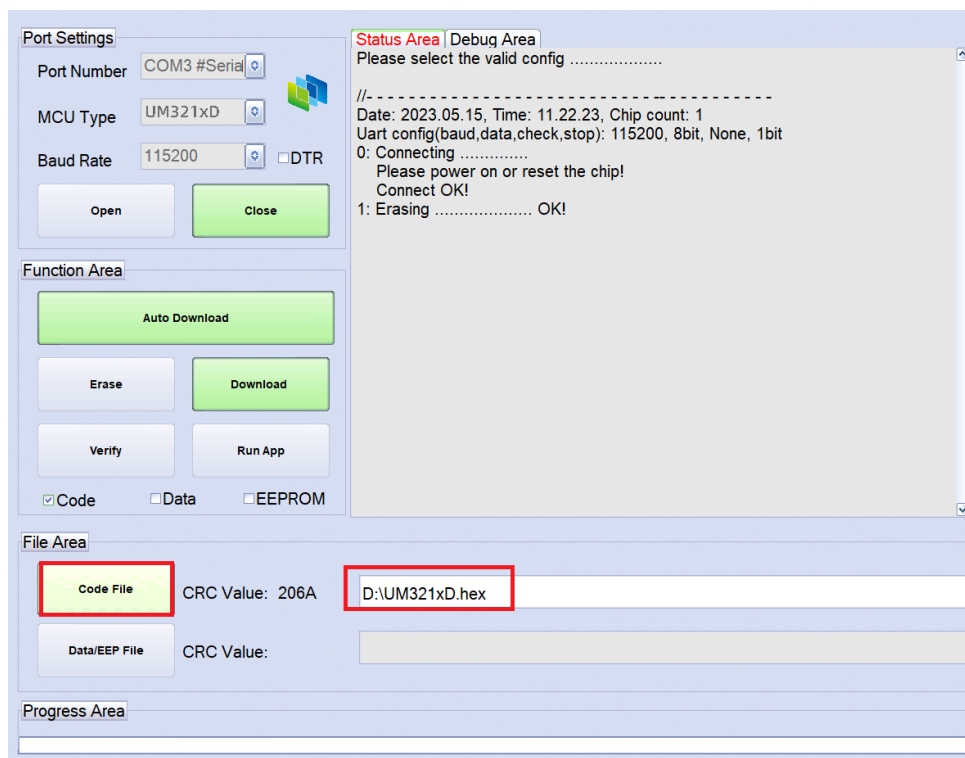 Port Settings
Port Number COM3 #Serial
MCU Type UM321xD
Baud Rate 115200 DTR
Open Close
Function Area
Auto Download
Erase Download
Verify Run App
Code Data EEPROM
Status Area Debug Area
Please select the valid config ...................
//- - - - - - - - - - - - - - - - - - - - - - - - - - - -- - - - - - - - - - -
Date: 2023.05.15, Time: 11.22.23, Chip count: 1
Uart config(baud,data,check,stop): 115200, 8bit, None, 1bit
0: Connecting ..............
Please power on or reset the chip!
Connect OK!
1: Erasing .................... OK!
File Area
Code File CRC Value: 206A D:\UM321xD.hex
Data/EEP File CRC Value:
Progress Area